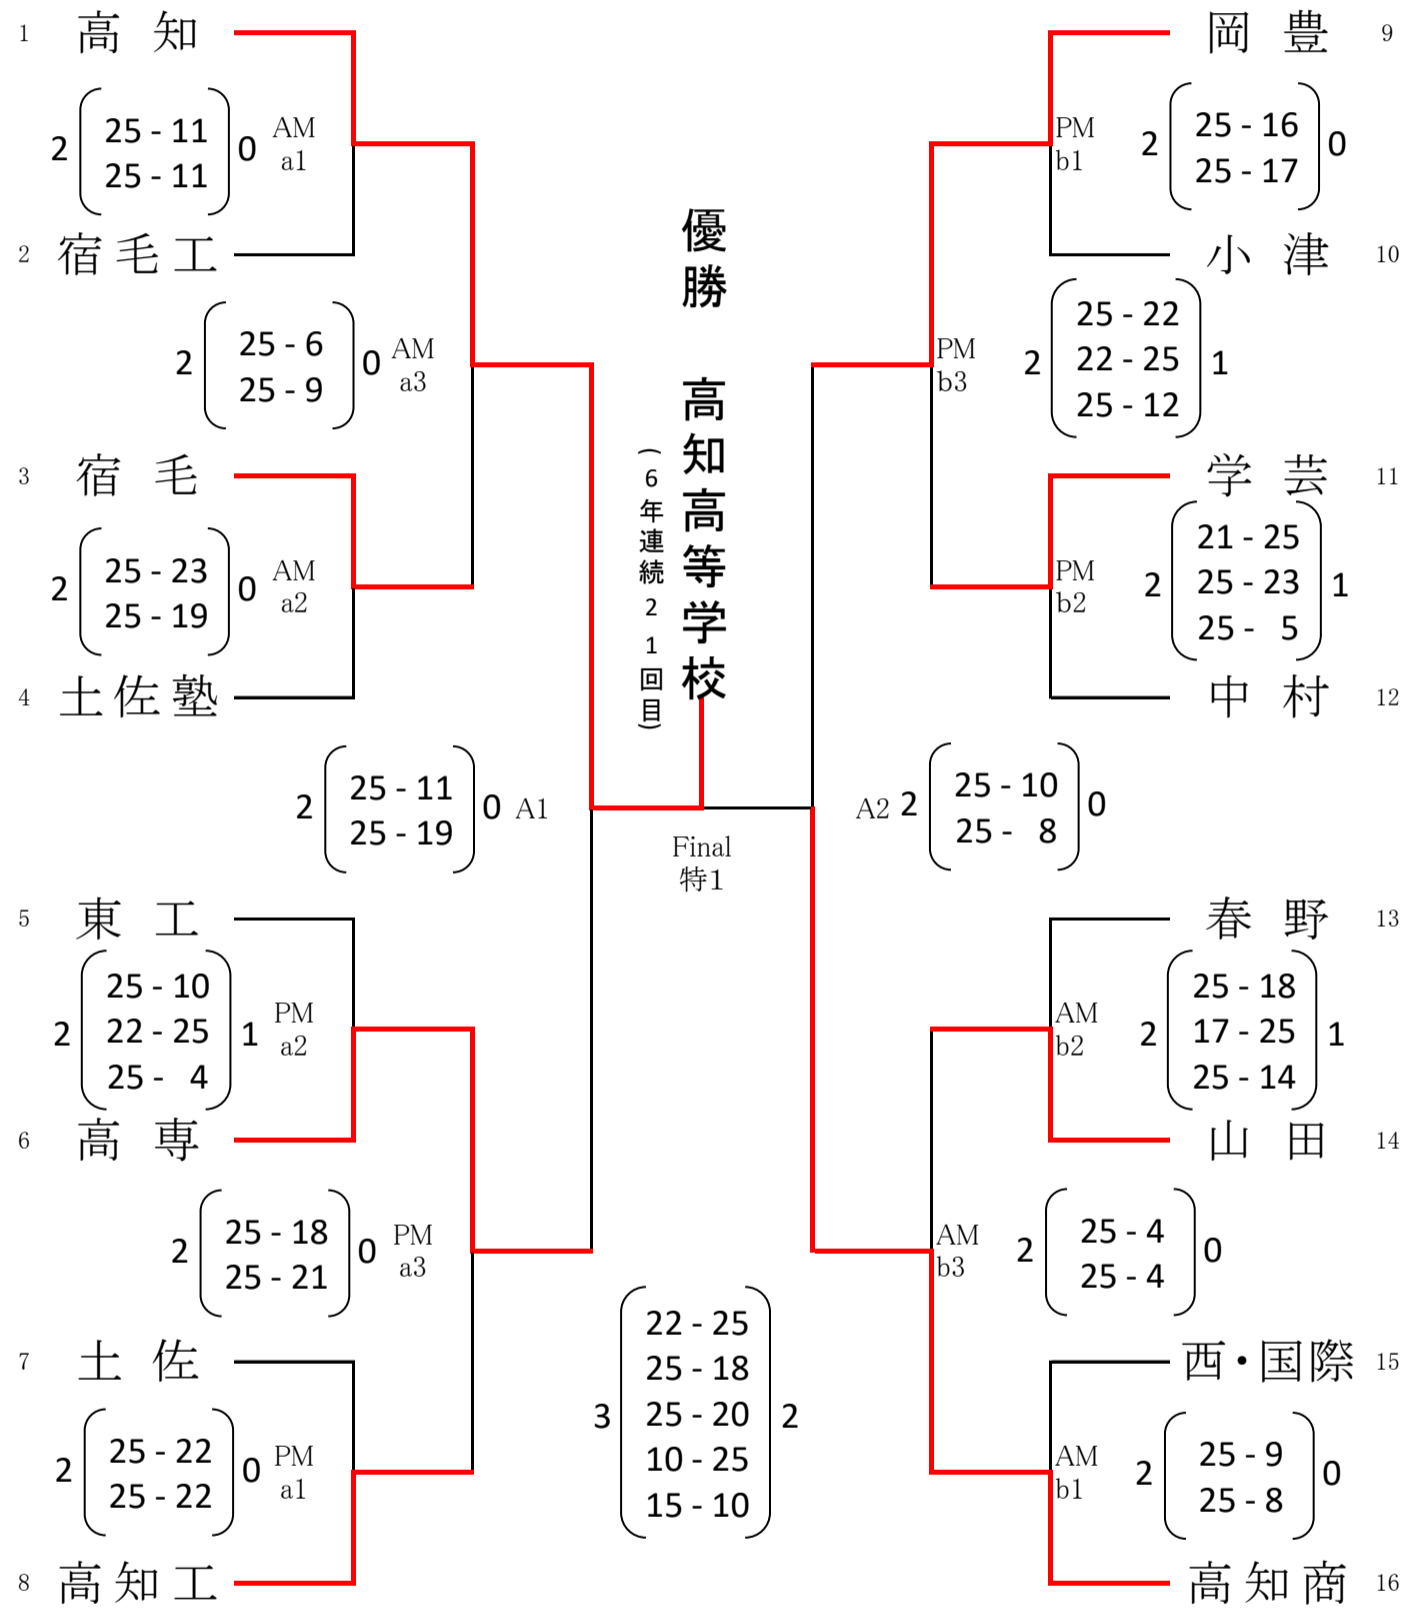 1 高知
2 25 - 11 0 AM
25 - 11 a1
2 宿毛工
2 25 - 6 0 AM
25 - 9 a3
3 宿毛
2 25 - 23 0 AM
25 - 19 a2
4 土佐塾
2 25 - 11 0 A1
25 - 19
5 東工
25 - 10
2 22 - 25 1 PM a2
25 - 4
6 高専
2 25 - 18 0 PM
25 - 21 a3
7 土佐
2 25 - 22 0 PM
25 - 22 a1
8 高知工
優勝 高知高等学校
(6年連続21回目)
Final
特1
22 - 25
25 - 18
3 25 - 20 2
10 - 25
15 - 10
岡豊 9
PM 2 25 - 16 0
b1 25 - 17
小津 10
25 - 22
PM b3 2 22 - 25 1
25 - 12
学芸 11
21 - 25
PM b2 2 25 - 23 1
25 - 5
中村 12
A2 2 25 - 10 0
25 - 8
春野 13
25 - 18
AM b2 2 17 - 25 1
25 - 14
山田 14
AM 2 25 - 4 0
b3 25 - 4
西・国際 15
AM 2 25 - 9 0
b1 25 - 8
高知商 16